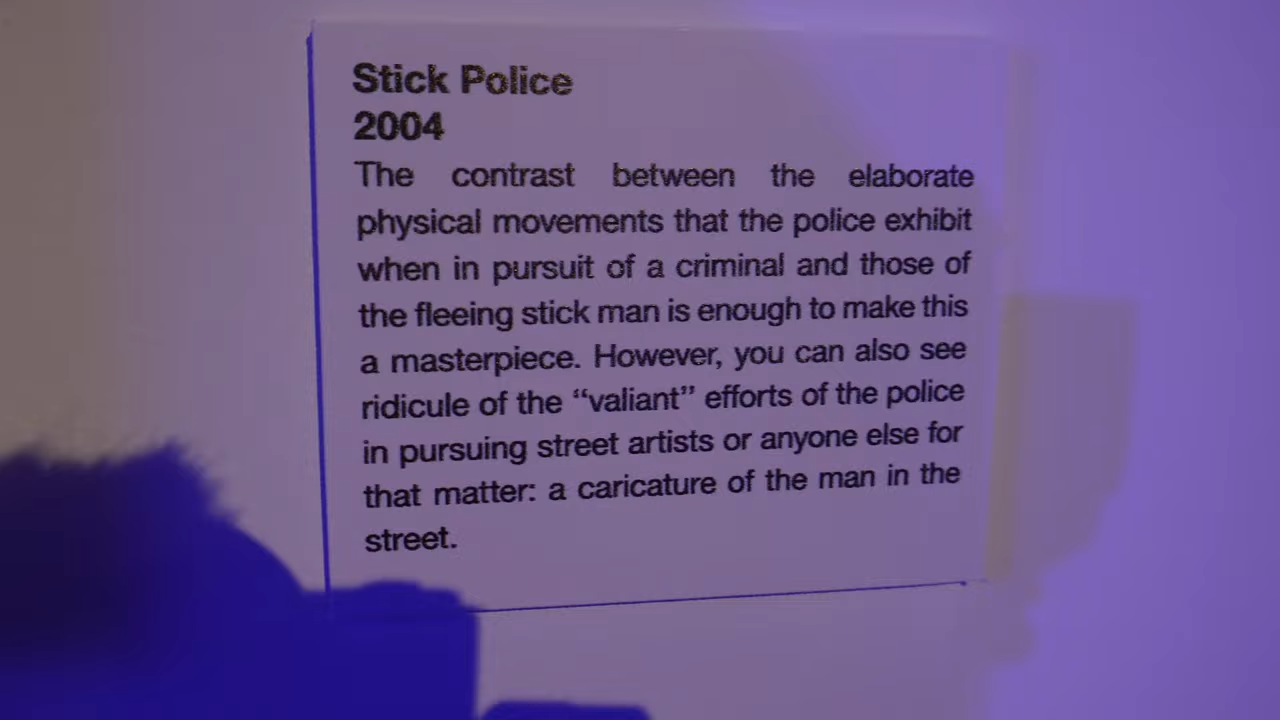 Stick Police
2004
The contrast between the elaborate
physical movements that the police exhibit
when in pursuit of a criminal and those of
the fleeing stick man is enough to make this
a masterpiece. However, you can also see
ridicule of the “valiant” efforts of the police
in pursuing street artists or anyone else for
that matter: a caricature of the man in the
street.